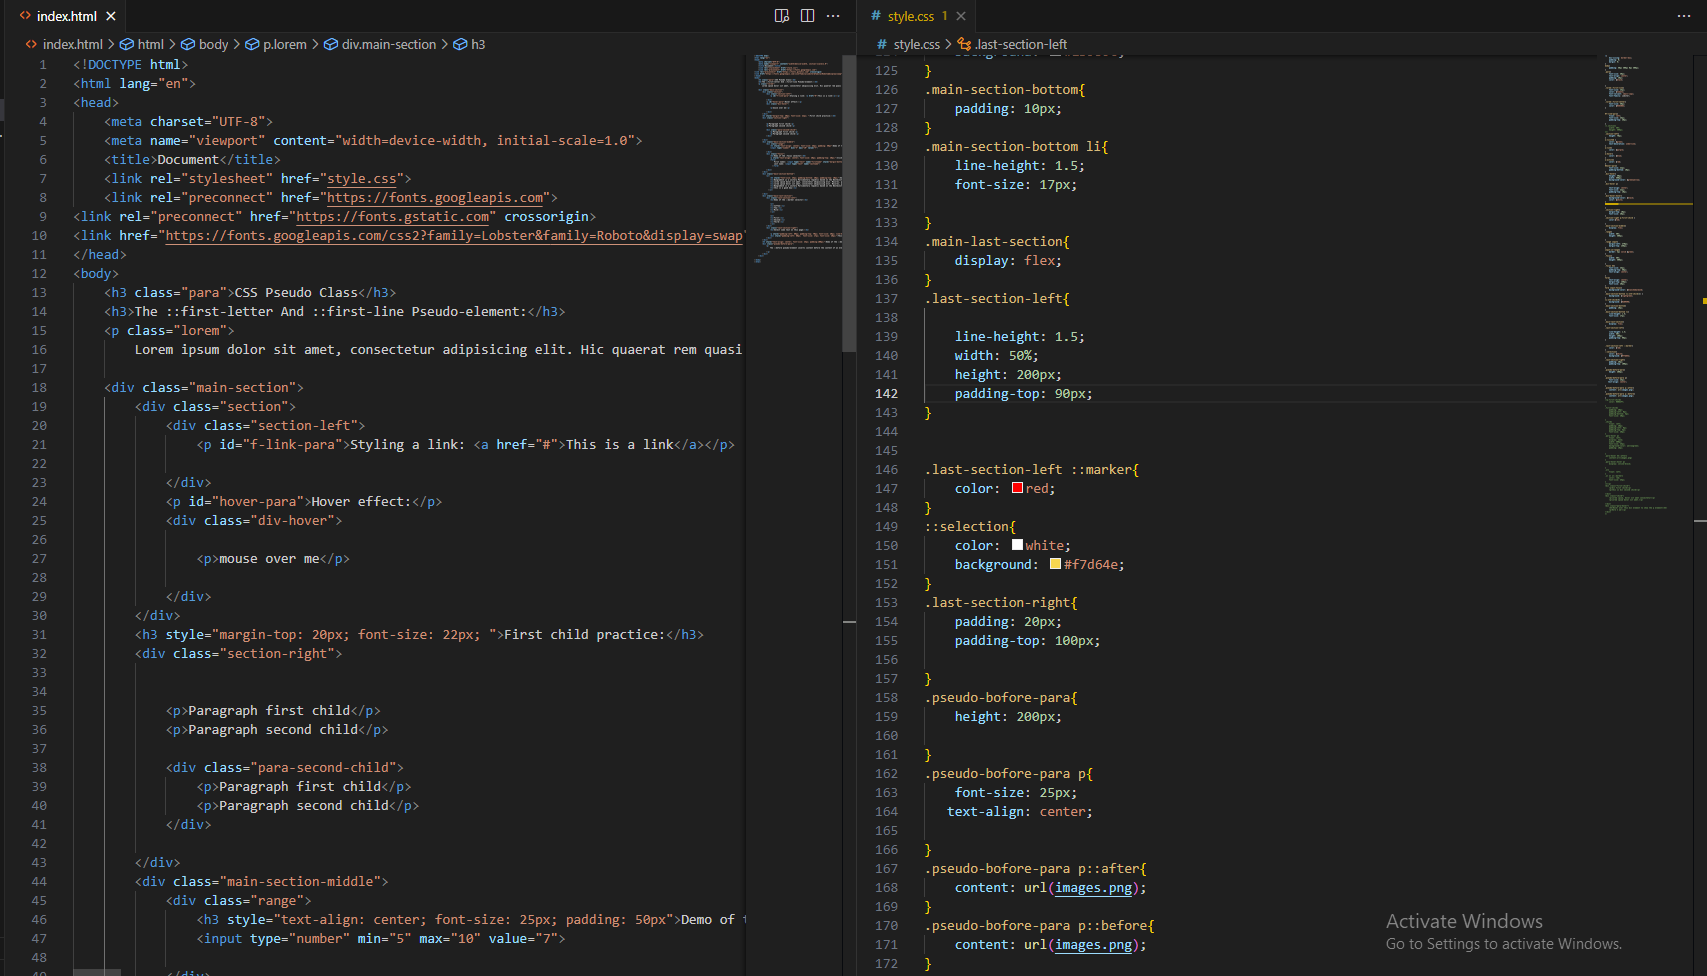 index.html
index.html > html > body > p.lorem > div.main-section > h3
1 <!DOCTYPE html>
2 <html lang="en">
3 <head>
4 <meta charset="UTF-8">
5 <meta name="viewport" content="width=device-width, initial-scale=1.0">
6 <title>Document</title>
7 <link rel="stylesheet" href="style.css">
8 <link rel="preconnect" href="https://fonts.googleapis.com">
9 <link rel="preconnect" href="https://fonts.gstatic.com" crossorigin>
10 <link href="https://fonts.googleapis.com/css2?family=Lobster&family=Roboto&display=swap"
11 </head>
12 <body>
13 <h3 class="para">CSS Pseudo Class</h3>
14 <h3>The ::first-letter And ::first-line Pseudo-element:</h3>
15 <p class="lorem">
16 Lorem ipsum dolor sit amet, consectetur adipisicing elit. Hic quaerat rem quasi
17
18 <div class="main-section">
19 <div class="section">
20 <div class="section-left">
21 <p id="f-link-para">Styling a link: <a href="#">This is a link</a></p>
22
23 </div>
24 <p id="hover-para">Hover effect:</p>
25 <div class="div-hover">
26
27 <p>mouse over me</p>
28
29 </div>
30 </div>
31 <h3 style="margin-top: 20px; font-size: 22px; ">First child practice:</h3>
32 <div class="section-right">
33
34
35 <p>Paragraph first child</p>
36 <p>Paragraph second child</p>
37
38 <div class="para-second-child">
39 <p>Paragraph first child</p>
40 <p>Paragraph second child</p>
41 </div>
42
43 </div>
44 <div class="main-section-middle">
45 <div class="range">
46 <h3 style="text-align: center; font-size: 25px; padding: 50px">Demo of
47 <input type="number" min="5" max="10" value="7">
48
49 </div>
# style.css 1
# style.css > .last-section-left
125 }
126 .main-section-bottom{
127 padding: 10px;
128 }
129 .main-section-bottom li{
130 line-height: 1.5;
131 font-size: 17px;
132
133 }
134 .main-last-section{
135 display: flex;
136 }
137 .last-section-left{
138
139 line-height: 1.5;
140 width: 50%;
141 height: 200px;
142 padding-top: 90px;
143 }
144
145
146 .last-section-left ::marker{
147 color: red;
148 }
149 ::selection{
150 color: white;
151 background: #f7d64e;
152 }
153 .last-section-right{
154 padding: 20px;
155 padding-top: 100px;
156
157 }
158 .pseudo-bofore-para{
159 height: 200px;
160
161 }
162 .pseudo-bofore-para p{
163 font-size: 25px;
164 text-align: center;
165
166 }
167 .pseudo-bofore-para p::after{
168 content: url(images.png);
169 }
170 .pseudo-bofore-para p::before{
171 content: url(images.png);
172 }
Activate Windows
Go to Settings to activate Windows.